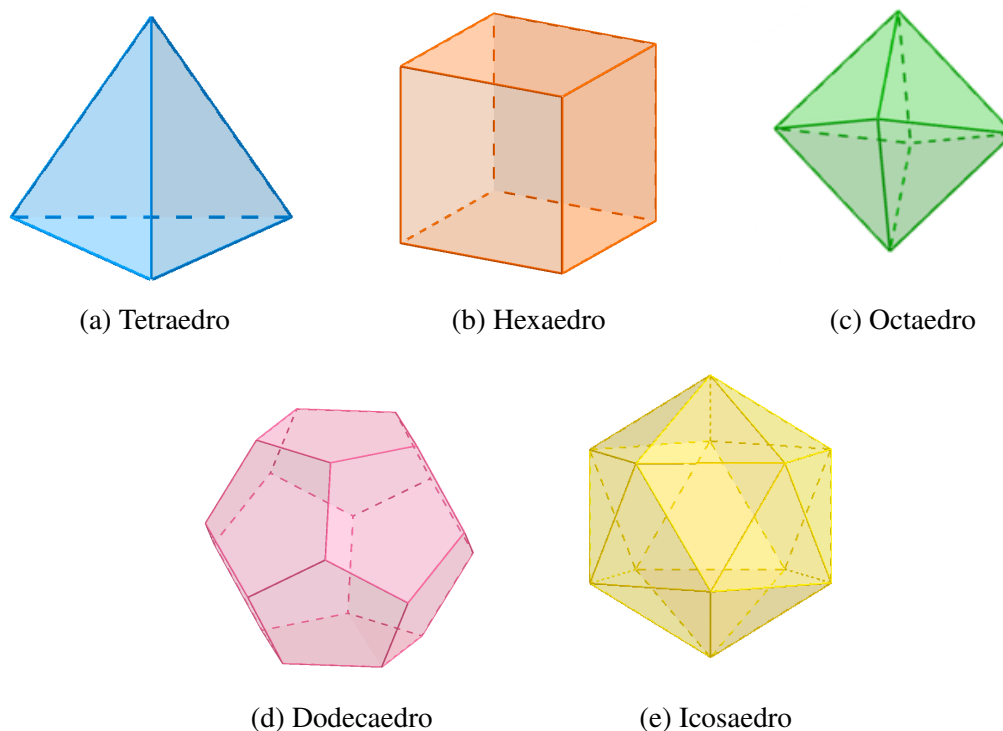 (a) Tetraedro
(b) Hexaedro
(c) Octaedro
(d) Dodecaedro
(e) Icosaedro